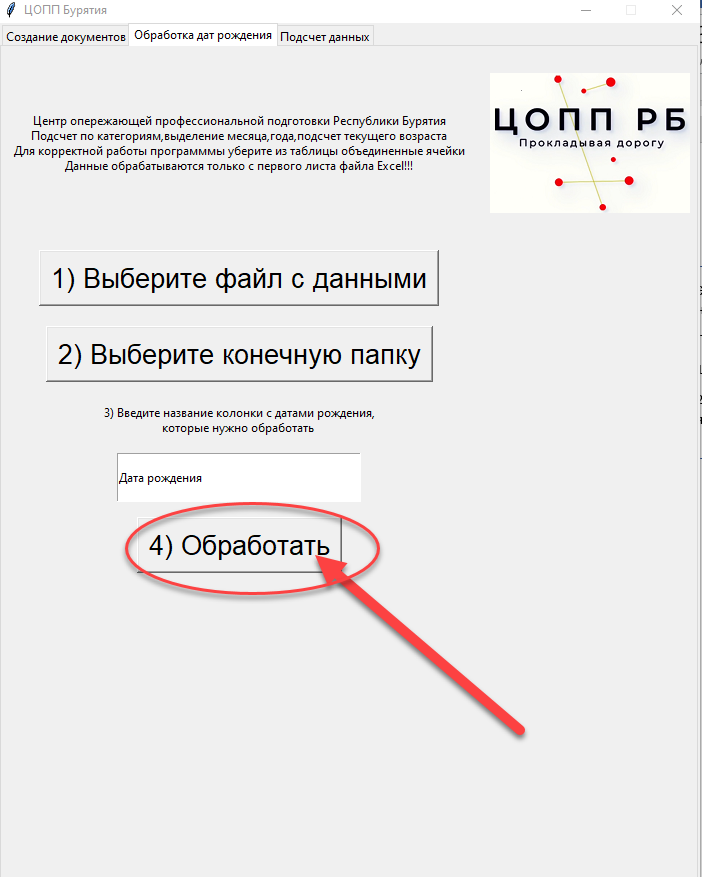 ЦОПП Бурятия
Создание документов Обработка дат рождения Подсчет данных
Центр опережающей профессиональной подготовки Республики Бурятия
Подсчет по категориям,выделение месяца,года,подсчет текущего возраста
Для корректной работы программмы уберите из таблицы объединенные ячейки
Данные обрабатываются только с первого листа файла Excel!!!
ЦОПП РБ
Прокладывая дорогу
1) Выберите файл с данными
2) Выберите конечную папку
3) Введите название колонки с датами рождения,
которые нужно обработать
Дата рождения
4) Обработать